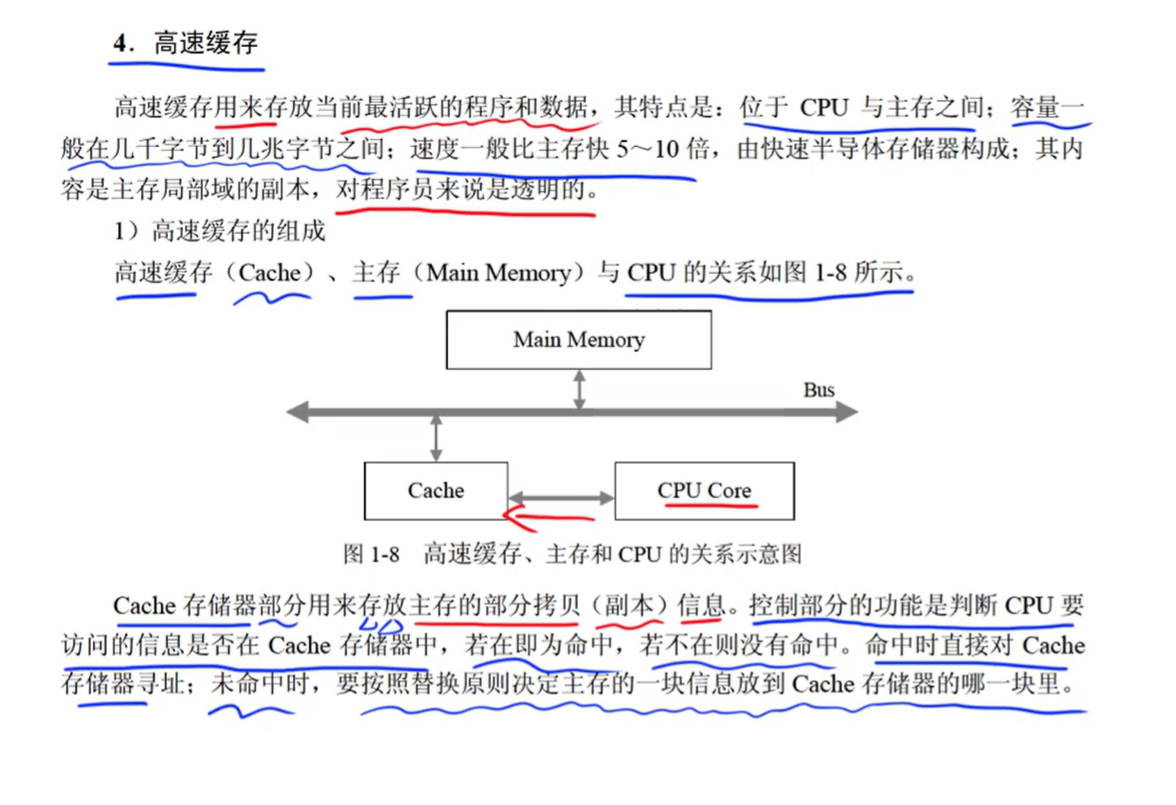 4．高速缓存
高速缓存用来存放当前最活跃的程序和数据，其特点是：位于 CPU 与主存之间；容量一
般在几千字节到几兆字节之间；速度一般比主存快 5～10 倍，由快速半导体存储器构成；其内
容是主存局部域的副本，对程序员来说是透明的。
1）高速缓存的组成
高速缓存（Cache）、主存（Main Memory）与 CPU 的关系如图 1-8 所示。
Main Memory
Bus
Cache
CPU Core
图 1-8 高速缓存、主存和 CPU 的关系示意图
Cache 存储器部分用来存放主存的部分拷贝（副本）信息。控制部分的功能是判断 CPU 要
访问的信息是否在 Cache 存储器中，若在即为命中，若不在则没有命中。命中时直接对 Cache
存储器寻址；未命中时，要按照替换原则决定主存的一块信息放到 Cache 存储器的哪一块里。